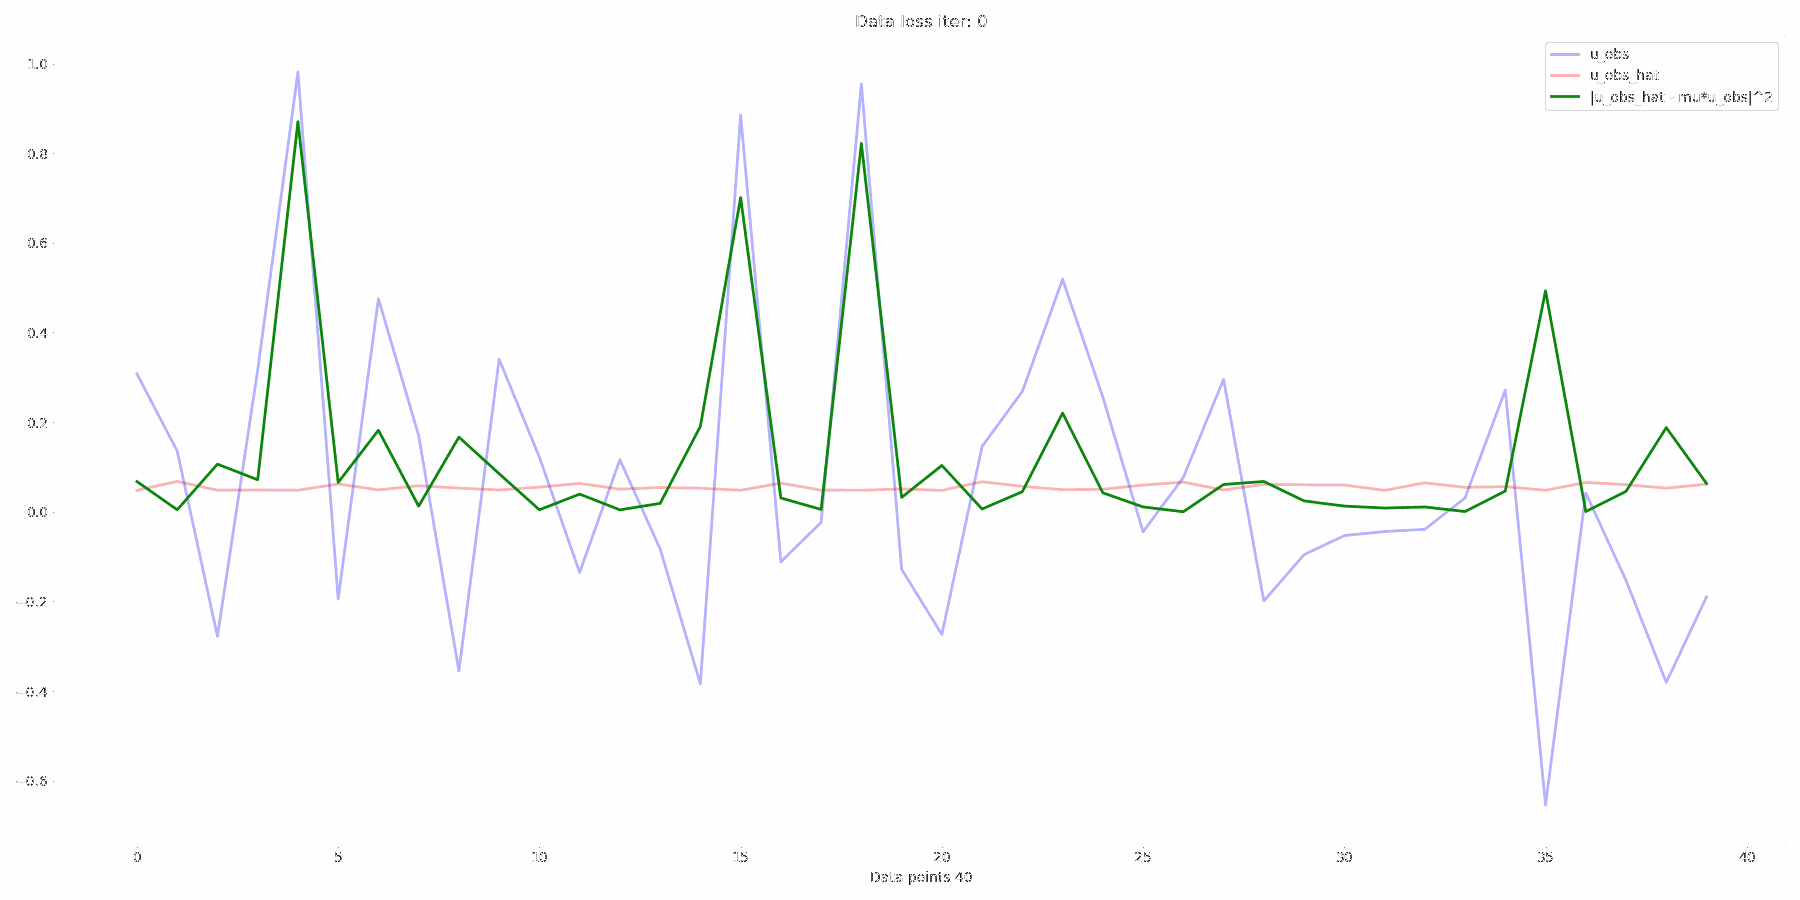 Data loss iter: 0
u_obs
u_obs_hat
|u_obs_hat - mu*u_obs|^2
1.0
0.8
0.6
0.4
0.2
0.0
−0.2
−0.4
−0.6
0 5 10 15 20 25 30 35 40
Data points 40